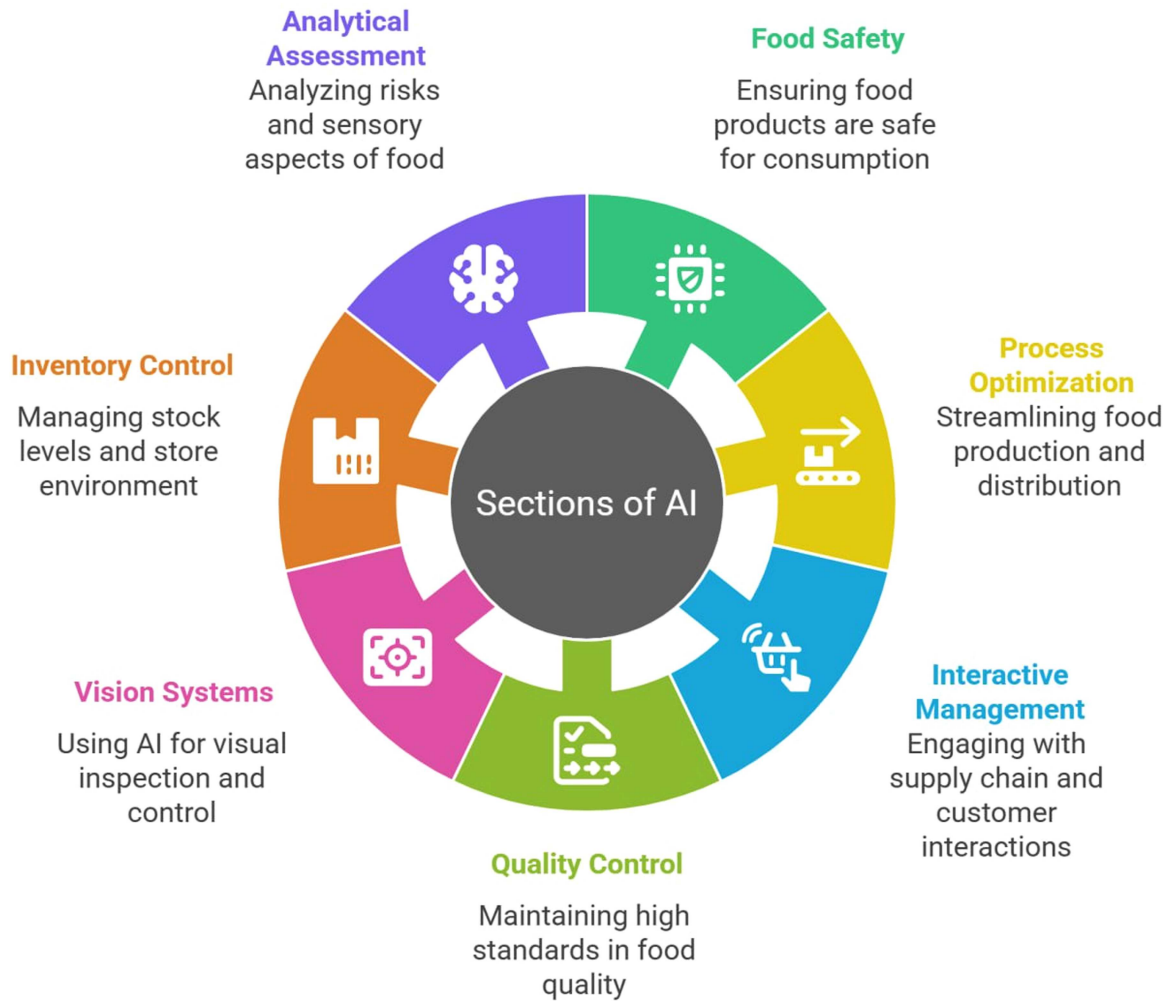 Analytical
Assessment
Analyzing risks
and sensory
aspects of food
Food Safety
Ensuring food
products are safe
for consumption
Inventory Control
Managing stock
levels and store
environment
Process
Optimization
Streamlining food
production and
distribution
Sections of AI
Vision Systems
Using AI for visual
inspection and
control
Interactive
Management
Engaging with
supply chain and
customer
interactions
Quality Control
Maintaining high
standards in food
quality